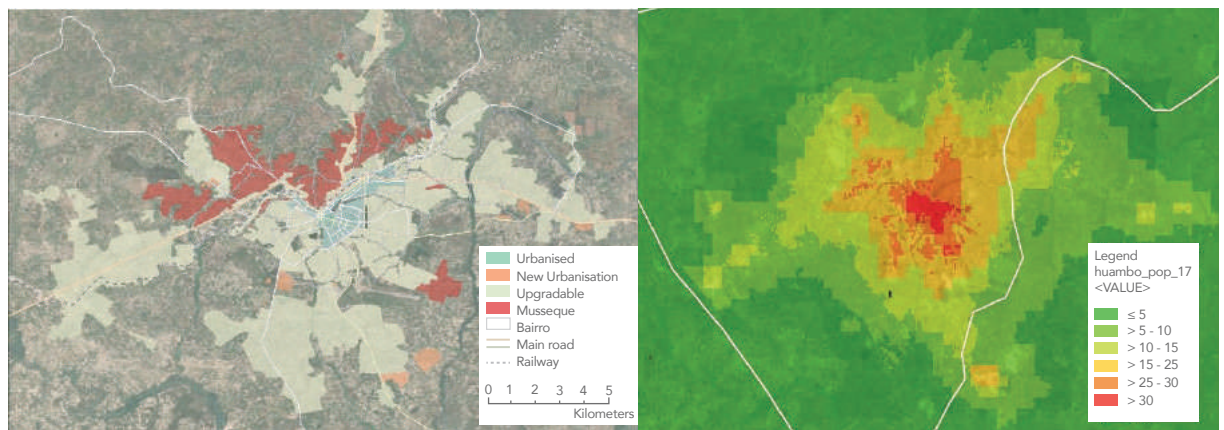 Urbanised
New Urbanisation
Upgradable
Musseque
Bairro
Main road
Railway
0 1 2 3 4 5
Kilometers
Legend
huambo_pop_17
<VALUE>
≤ 5
> 5 - 10
> 10 - 15
> 15 - 25
> 25 - 30
> 30